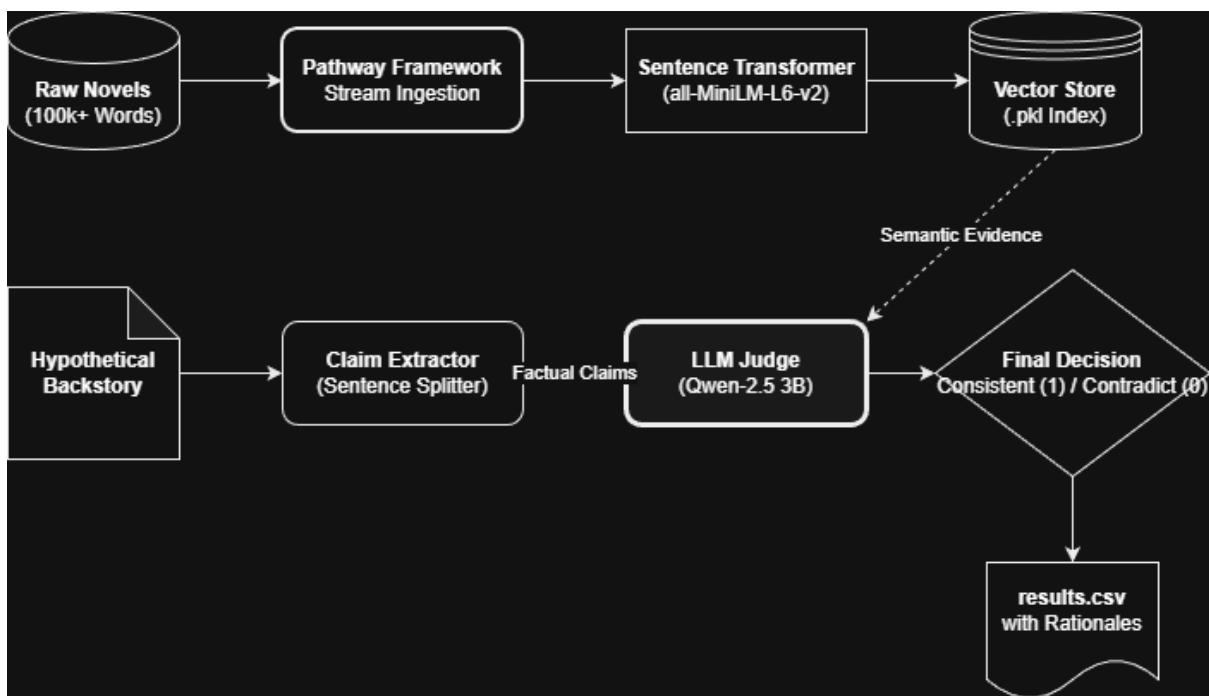 Raw Novels
(100k+ Words)
Pathway Framework
Stream Ingestion
Sentence Transformer
(all-MiniLM-L6-v2)
Vector Store
(.pkl Index)
Semantic Evidence
Hypothetical
Backstory
Claim Extractor
(Sentence Splitter)
Factual Claims
LLM Judge
(Qwen-2.5 3B)
Final Decision
Consistent (1) / Contradict (0)
results.csv
with Rationales